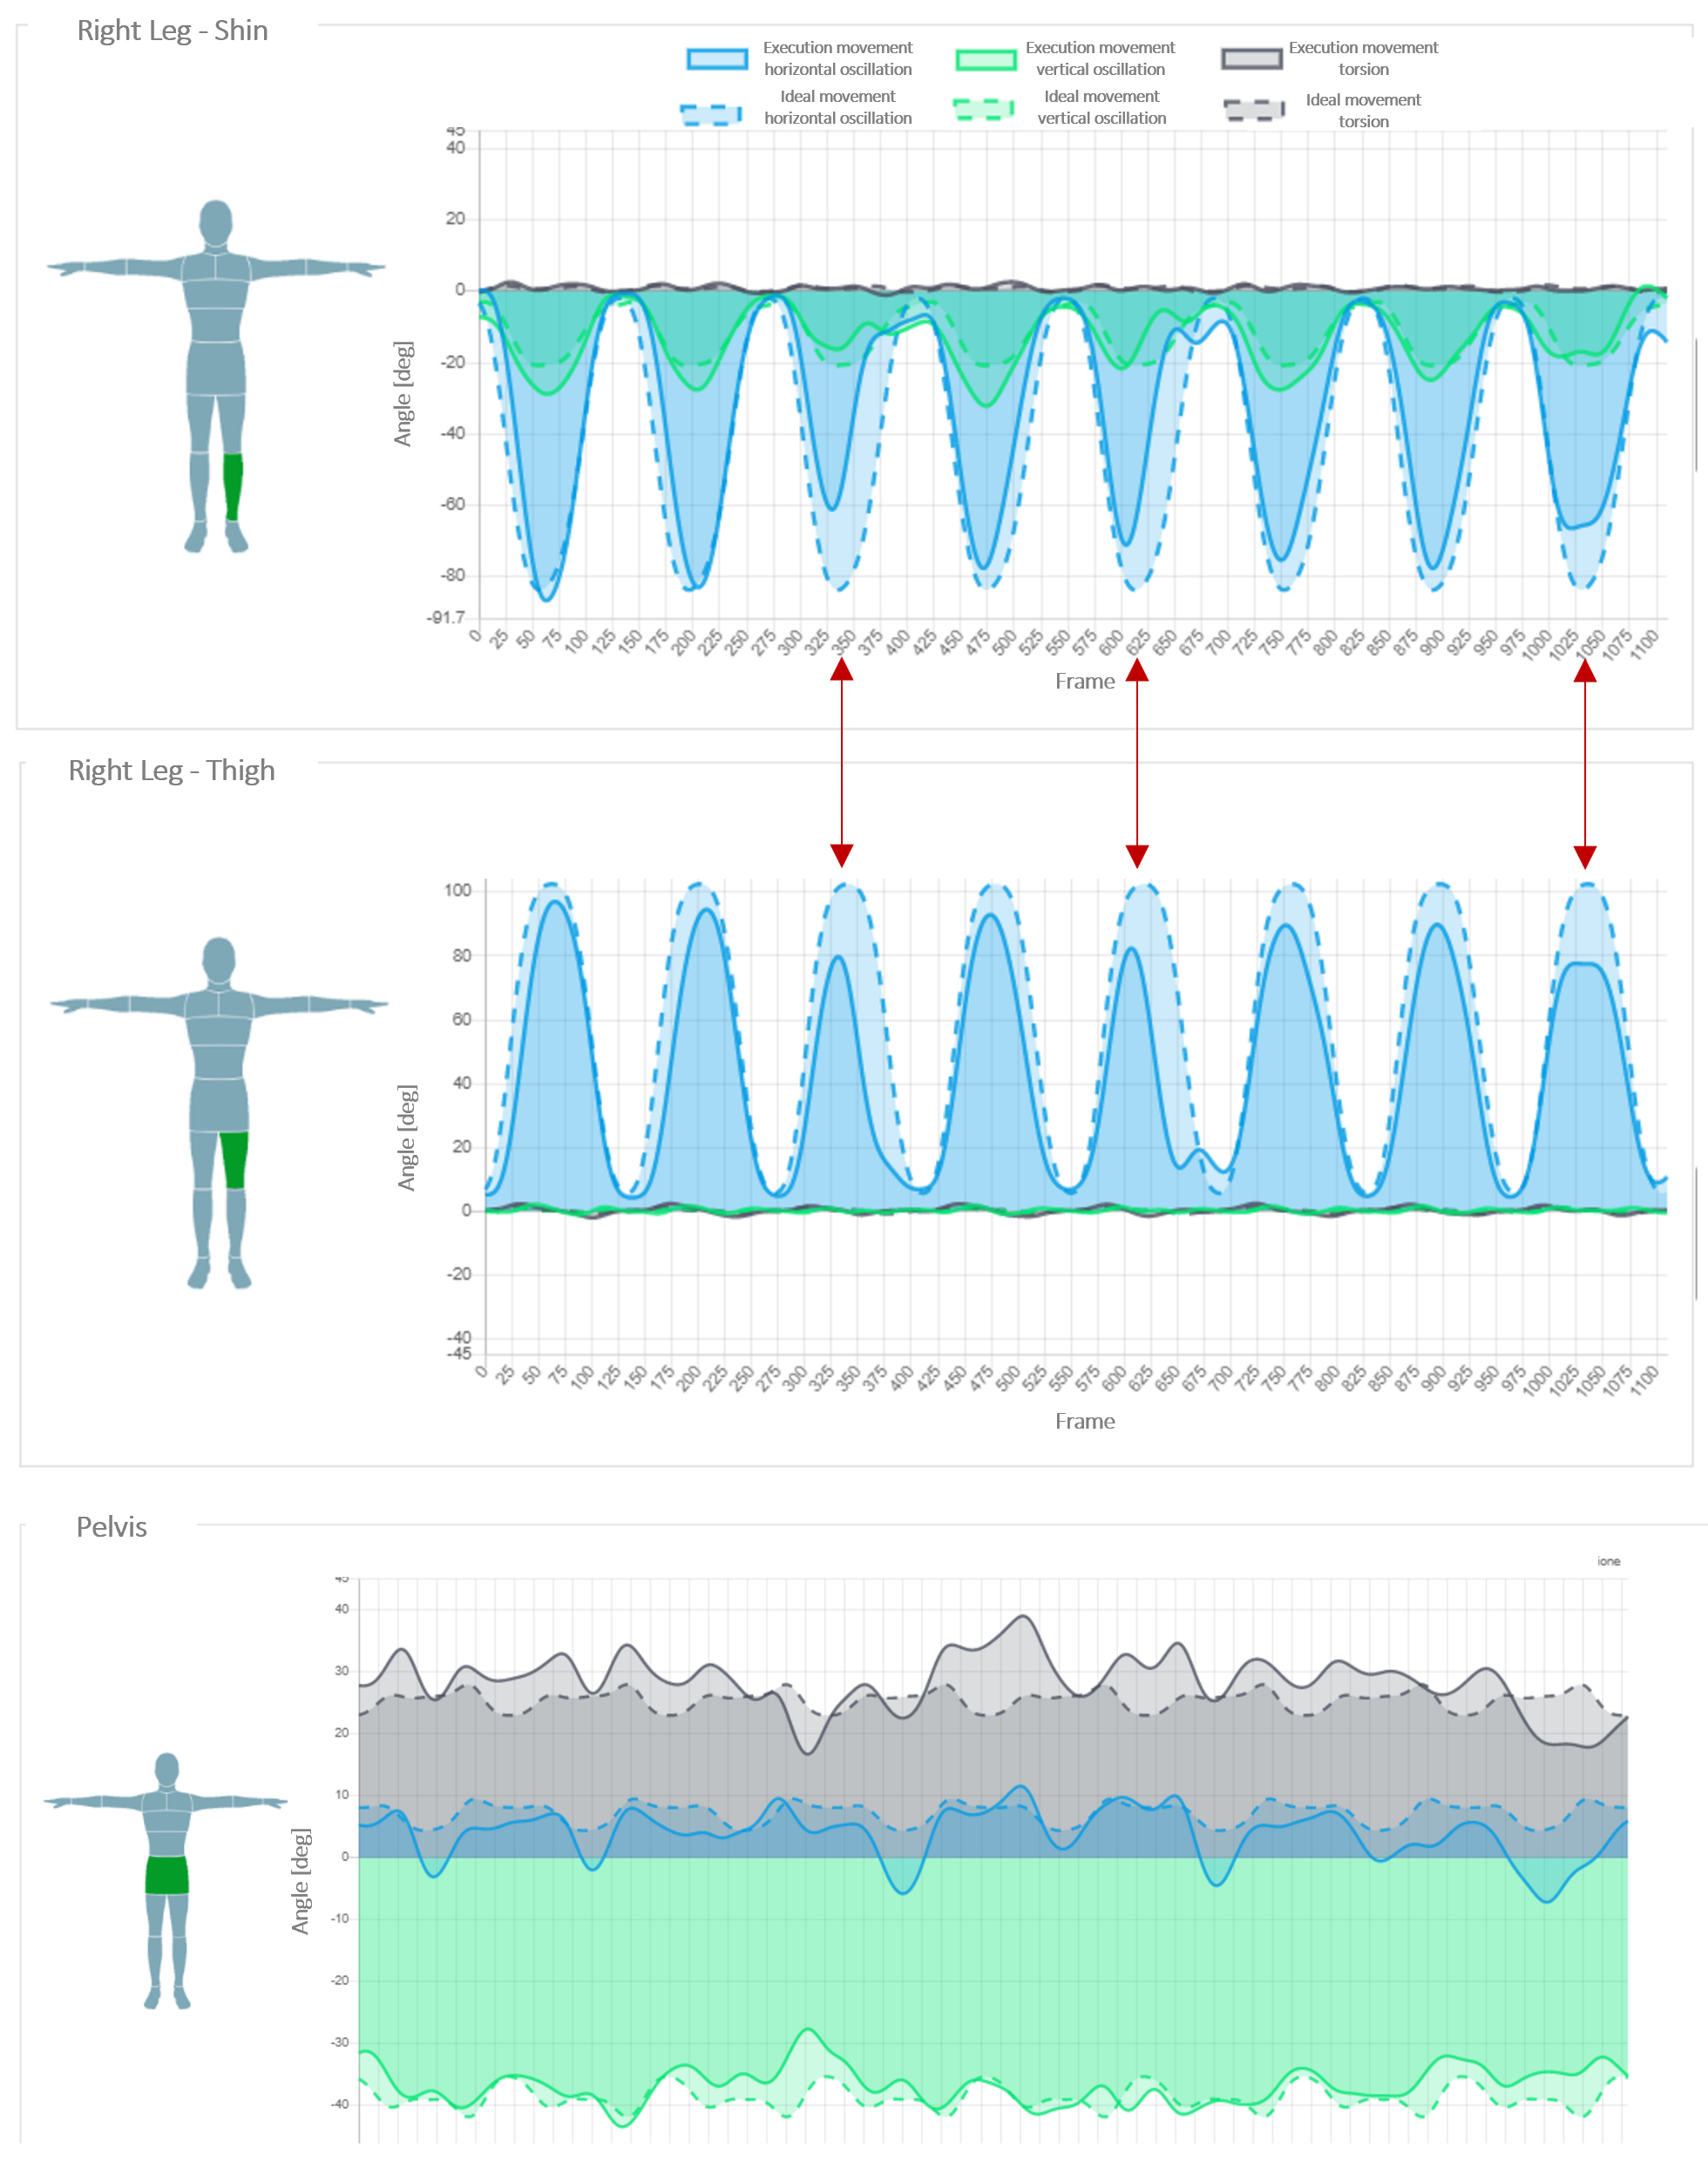 Right Leg - Shin
Execution movement
horizontal oscillation
Execution movement
vertical oscillation
Execution movement
torsion
Ideal movement
horizontal oscillation
Ideal movement
vertical oscillation
Ideal movement
torsion
45
40
20
0
-20
-40
-60
-80
-91.7
Angle [deg]
0 25 50 75 100 125 150 175 200 225 250 275 300 325 350 375 400 425 450 475 500 525 550 575 600 625 650 675 700 725 750 775 800 825 850 875 900 925 950 975 1000 1025 1050 1075 1100
Frame
Right Leg - Thigh
100
80
60
40
20
0
-20
-40
-45
Angle [deg]
0 25 50 75 100 125 150 175 200 225 250 275 300 325 350 375 400 425 450 475 500 525 550 575 600 625 650 675 700 725 750 775 800 825 850 875 900 925 950 975 1000 1025 1050 1075 1100
Frame
Pelvis
ione
45
40
30
20
10
0
-10
-20
-30
-40
Angle [deg]